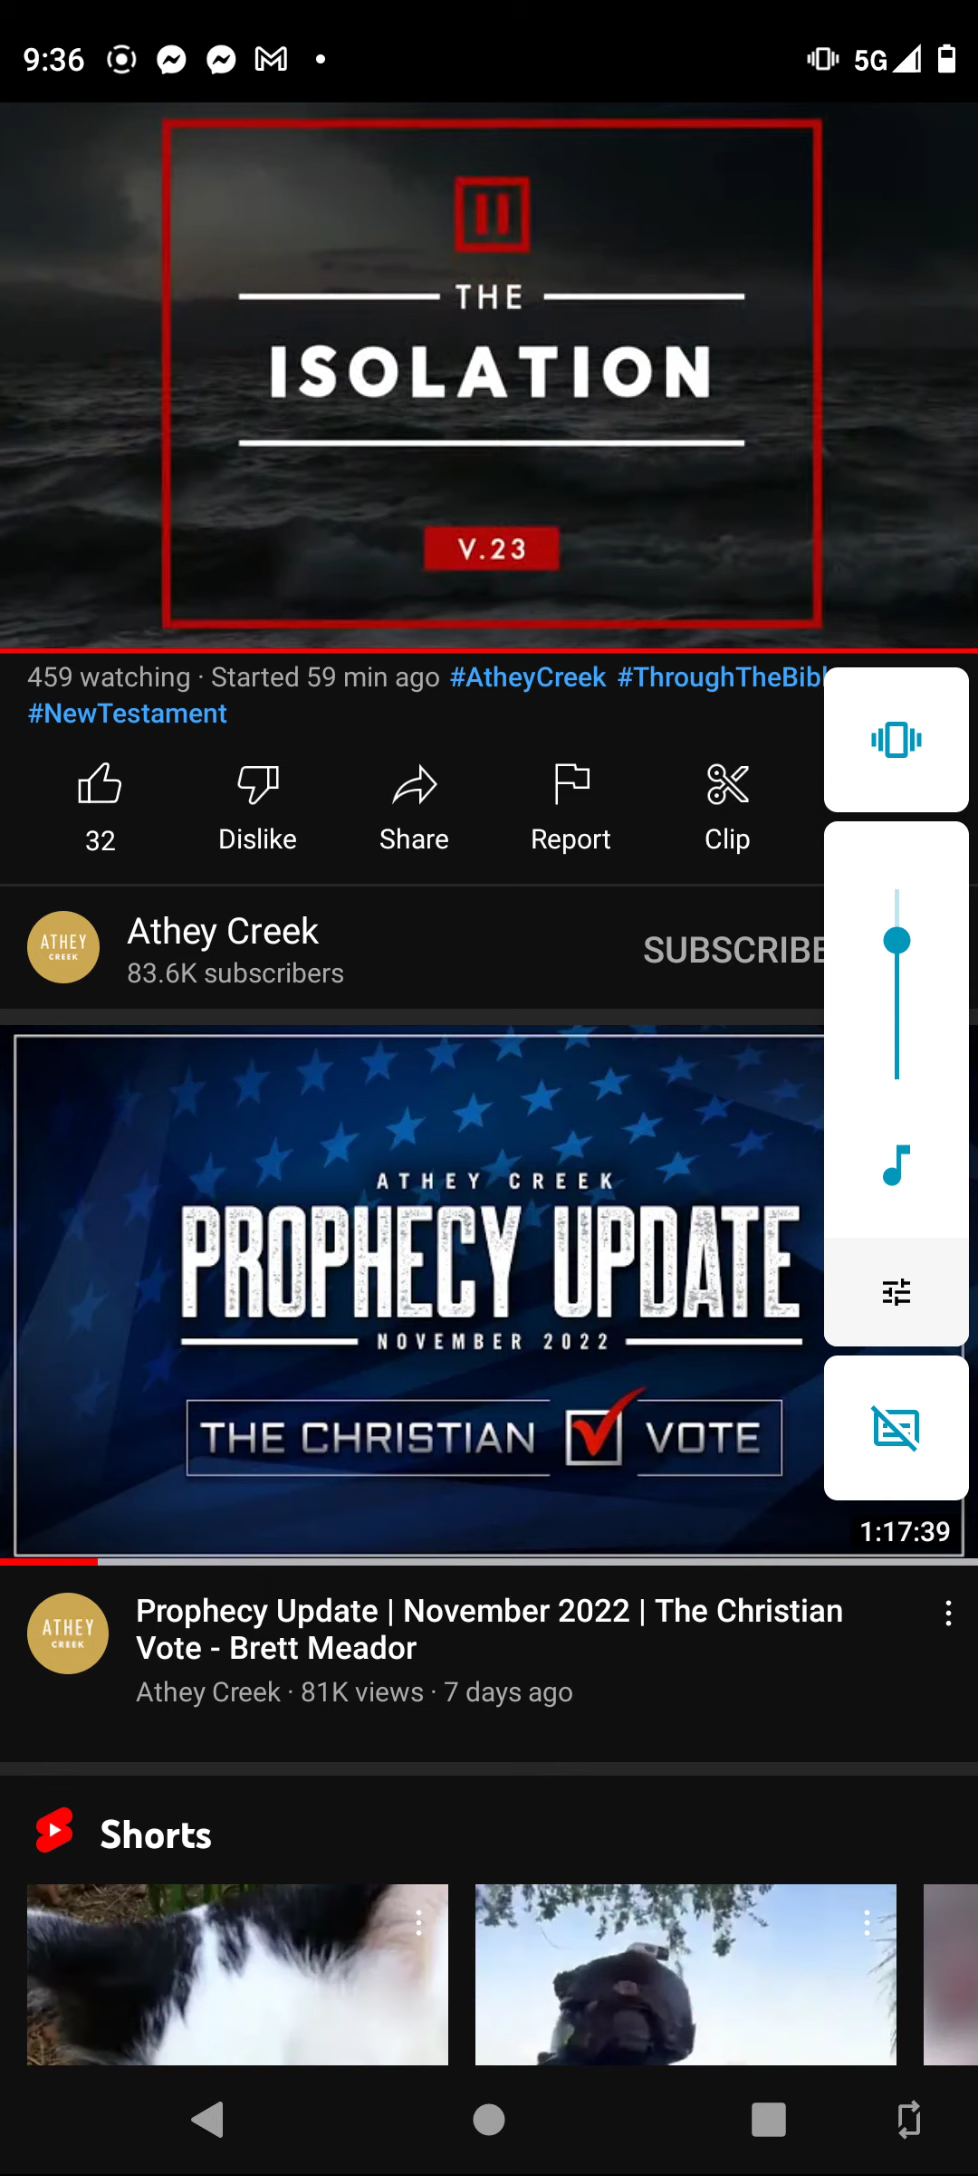 9:36
5G
THE
ISOLATION
V.23
459 watching · Started 59 min ago #AtheyCreek #ThroughTheBibl
#NewTestament
32
Dislike
Share
Report
Clip
ATHEY
CREEK
Athey Creek
83.6K subscribers
SUBSCRIBE
ATHEY CREEK
PROPHECY UPDATE
NOVEMBER 2022
THE CHRISTIAN VOTE
1:17:39
ATHEY
CREEK
Prophecy Update | November 2022 | The Christian
Vote - Brett Meador
Athey Creek · 81K views · 7 days ago
Shorts